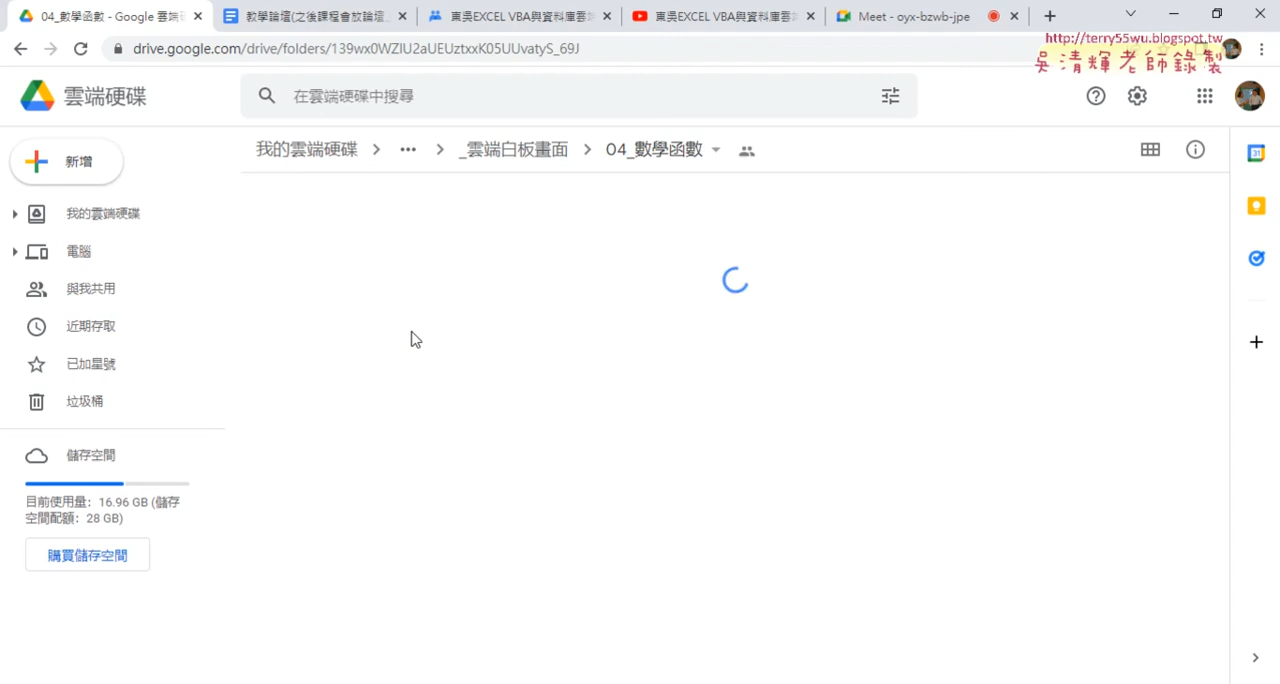 04_數學函數 - Google 雲端
教學論壇(之後課程會放論壇
東吳EXCEL VBA與資料庫雲
東吳EXCEL VBA與資料庫雲
Meet - oyx-bzwb-jpe
drive.google.com/drive/folders/139wx0WZIU2aUEUztxxK05UUvatyS_69J
http://terry55wu.blogspot.tw
吳清輝老師錄製
雲端硬碟
在雲端硬碟中搜尋
新增
我的雲端硬碟
_雲端白板畫面
04_數學函數
我的雲端硬碟
電腦
與我共用
近期存取
已加星號
垃圾桶
儲存空間
目前使用量: 16.96 GB (儲存
空間配額: 28 GB)
購買儲存空間
31